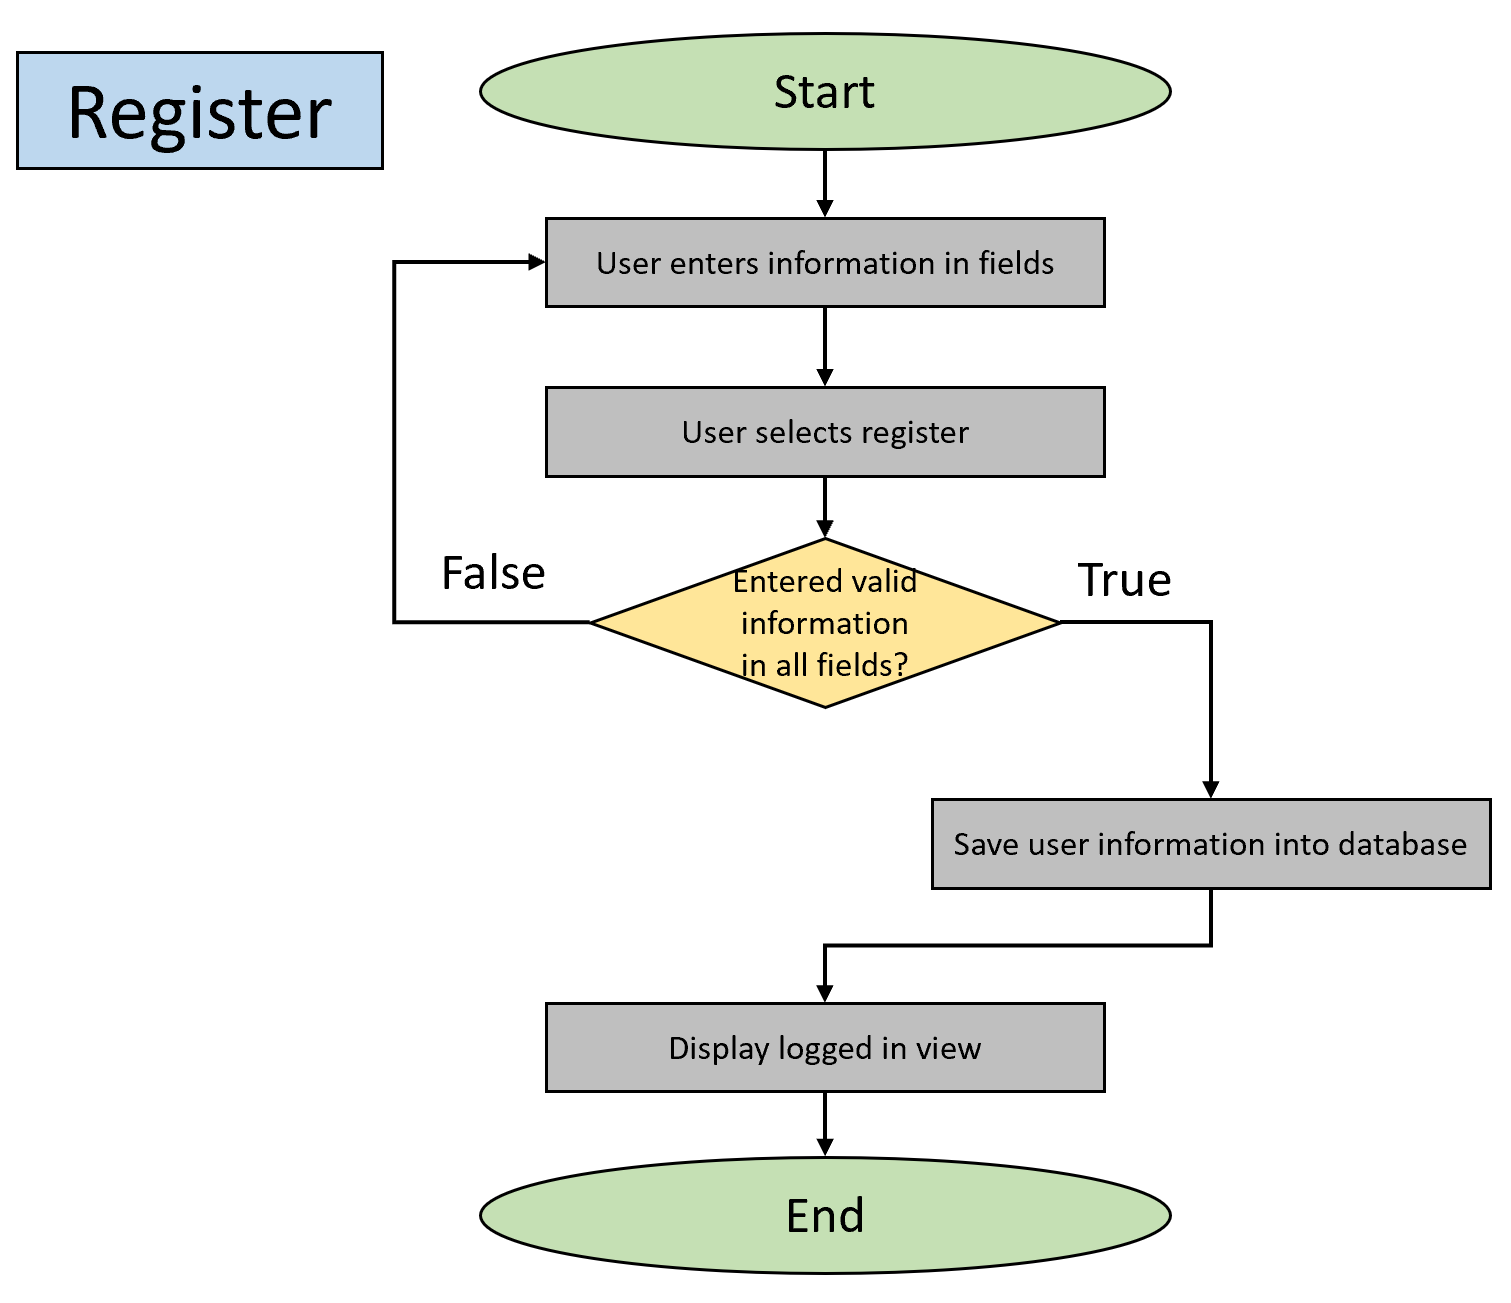 Register
Start
User enters information in fields
User selects register
False
True
Entered valid
information
in all fields?
Save user information into database
Display logged in view
End